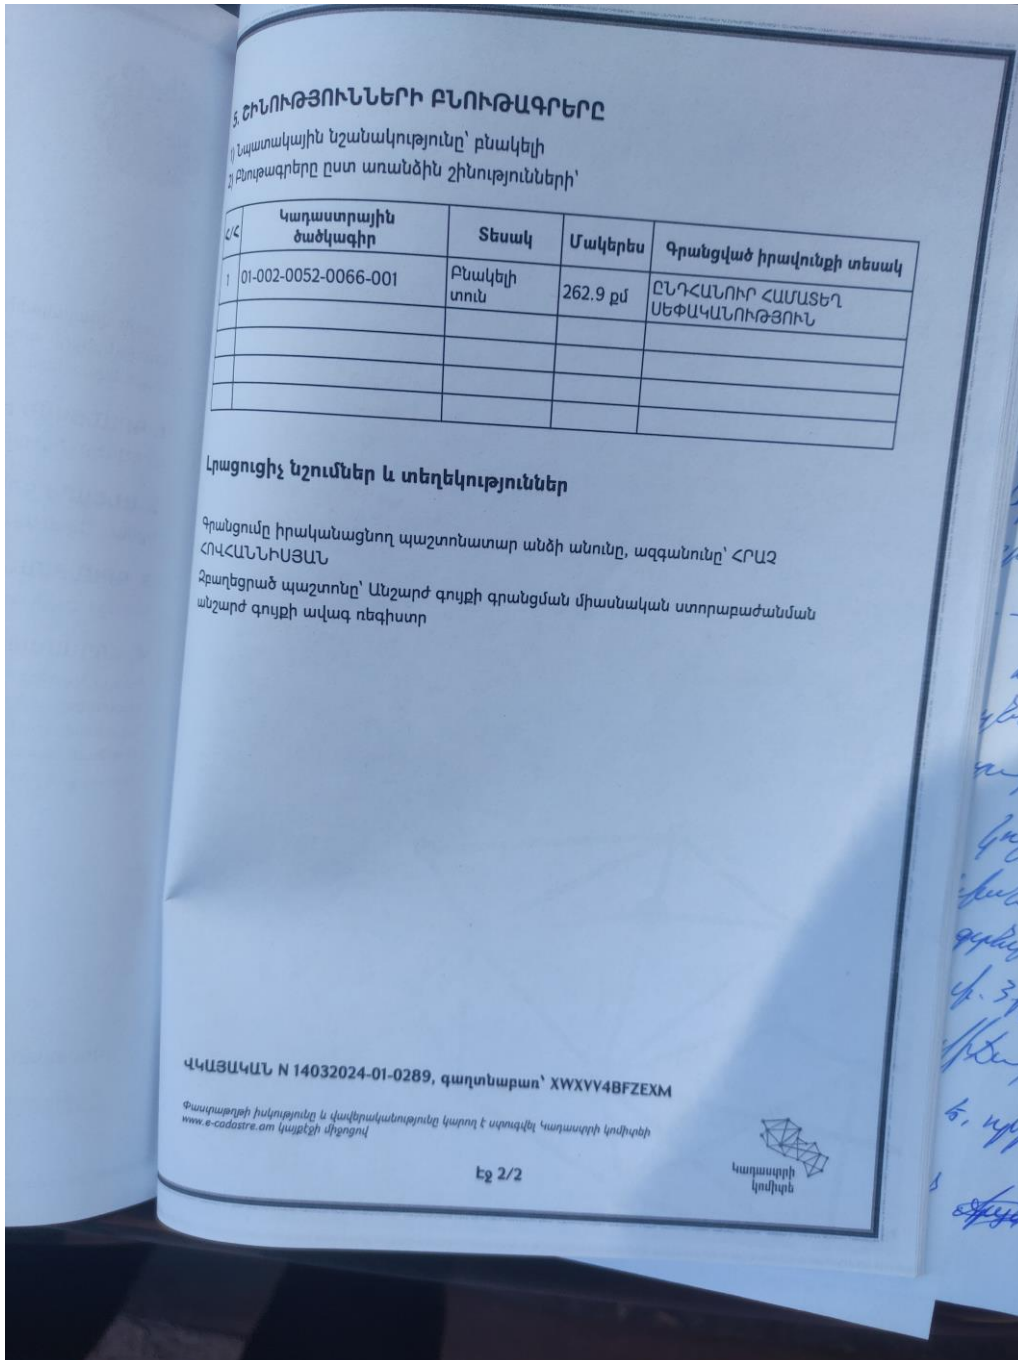 5. ՇԻՆՈՒԹՅՈՒՆՆԵՐԻ ԲՆՈՒԹԱԳՐԵՐԸ
1) Նպատակային նշանակությունը՝ բնակելի
2) Բնութագրերը ըստ առանձին շինությունների՝
Հ/Հ Կադաստրային ծածկագիր Տեսակ Մակերես Գրանցված իրավունքի տեսակ
1 01-002-0052-0066-001 Բնակելի տուն 262.9 քմ ԸՆԴՀԱՆՈՒՐ ՀԱՄԱՏԵՂ ՍԵՓԱԿԱՆՈՒԹՅՈՒՆ
Լրացուցիչ նշումներ և տեղեկություններ
Գրանցումը իրականացնող պաշտոնատար անձի անունը, ազգանունը՝ ՀՐԱՉ
ՀՈՎՀԱՆՆԻՍՅԱՆ
Զբաղեցրած պաշտոնը՝ Անշարժ գույքի գրանցման միասնական ստորաբաժանման
անշարժ գույքի ավագ ռեգիստր
ՎԿԱՅԱԿԱՆ N 14032024-01-0289, գաղտնաբառ՝ XWXVV4BFZEXM
Փաստաթղթի իսկությունը և վավերականությունը կարող է ստուգվել Կադաստրի կոմիտեի
www.e-cadastre.am կայքէջի միջոցով
Էջ 2/2
Կադաստրի
կոմիտե